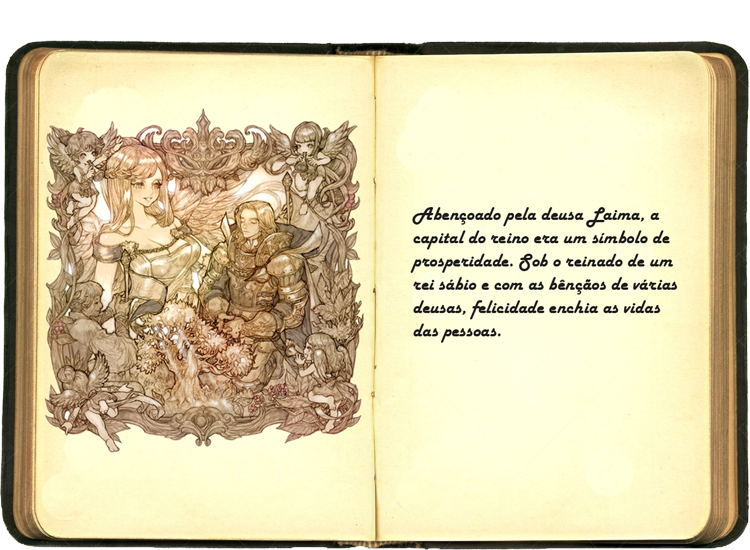 Abençoado pela deusa Laima, a
capital do reino era um símbolo de
prosperidade. Sob o reinado de um
rei sábio e com as bênçãos de várias
deusas, felicidade enchia as vidas
das pessoas.